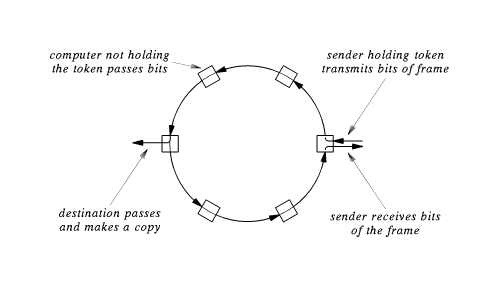 computer not holding
the token passes bits
sender holding token
transmits bits of frame
destination passes
and makes a copy
sender receives bits
of the frame